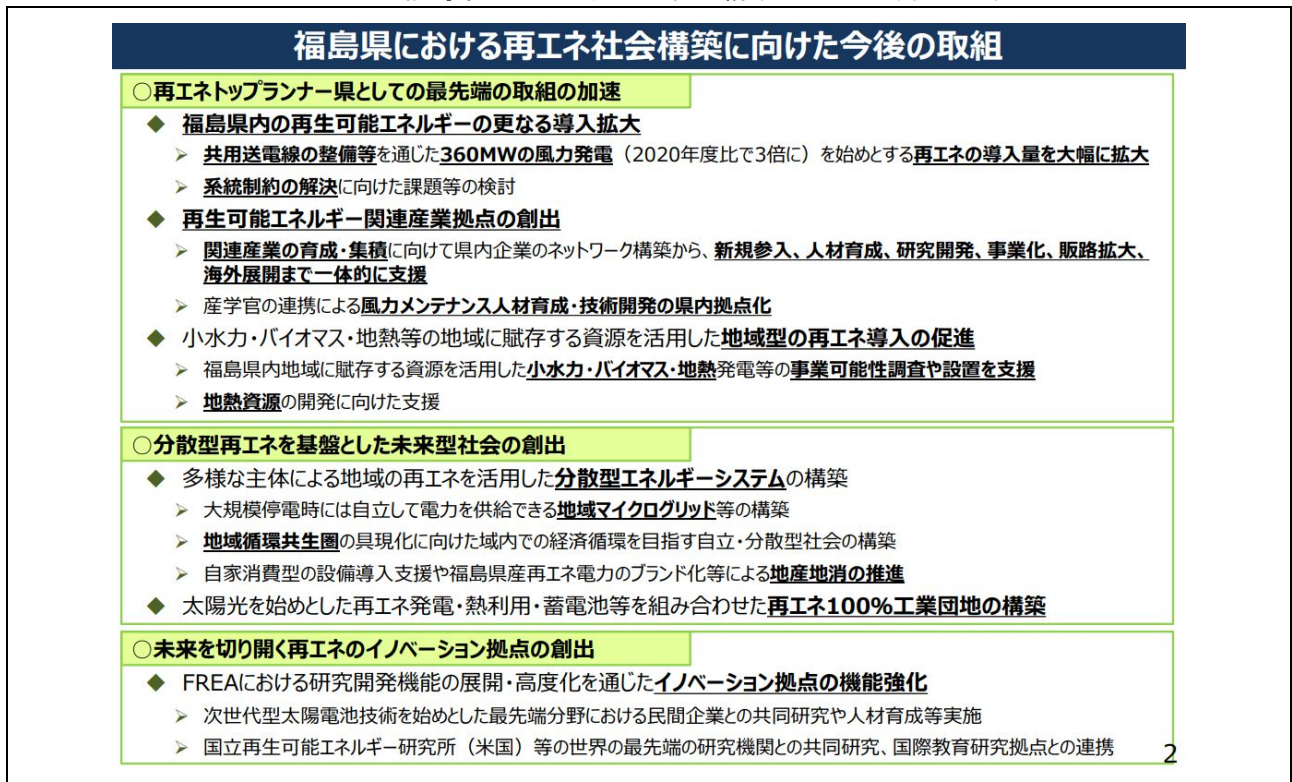 福島県における再エネ社会構築に向けた今後の取組
○再エネトップランナー県としての最先端の取組の加速
◆ 福島県内の再生可能エネルギーの更なる導入拡大
➢ 共用送電線の整備等を通じた360MWの風力発電（2020年度比で3倍に）を始めとする再エネの導入量を大幅に拡大
➢ 系統制約の解決に向けた課題等の検討
◆ 再生可能エネルギー関連産業拠点の創出
➢ 関連産業の育成・集積に向けて県内企業のネットワーク構築から、新規参入、人材育成、研究開発、事業化、販路拡大、
海外展開まで一体的に支援
➢ 産学官の連携による風力メンテナンス人材育成・技術開発の県内拠点化
◆ 小水力・バイオマス・地熱等の地域に賦存する資源を活用した地域型の再エネ導入の促進
➢ 福島県内地域に賦存する資源を活用した小水力・バイオマス・地熱発電等の事業可能性調査や設置を支援
➢ 地熱資源の開発に向けた支援
○分散型再エネを基盤とした未来型社会の創出
◆ 多様な主体による地域の再エネを活用した分散型エネルギーシステムの構築
➢ 大規模停電時には自立して電力を供給できる地域マイクログリッド等の構築
➢ 地域循環共生圏の具現化に向けた域内での経済循環を目指す自立・分散型社会の構築
➢ 自家消費型の設備導入支援や福島県産再エネ電力のブランド化等による地産地消の推進
◆ 太陽光を始めとした再エネ発電・熱利用・蓄電池等を組み合わせた再エネ100％工業団地の構築
○未来を切り開く再エネのイノベーション拠点の創出
◆ FREAにおける研究開発機能の展開・高度化を通じたイノベーション拠点の機能強化
➢ 次世代型太陽電池技術を始めとした最先端分野における民間企業との共同研究や人材育成等実施
➢ 国立再生可能エネルギー研究所（米国）等の世界の最先端の研究機関との共同研究、国際教育研究拠点との連携
2